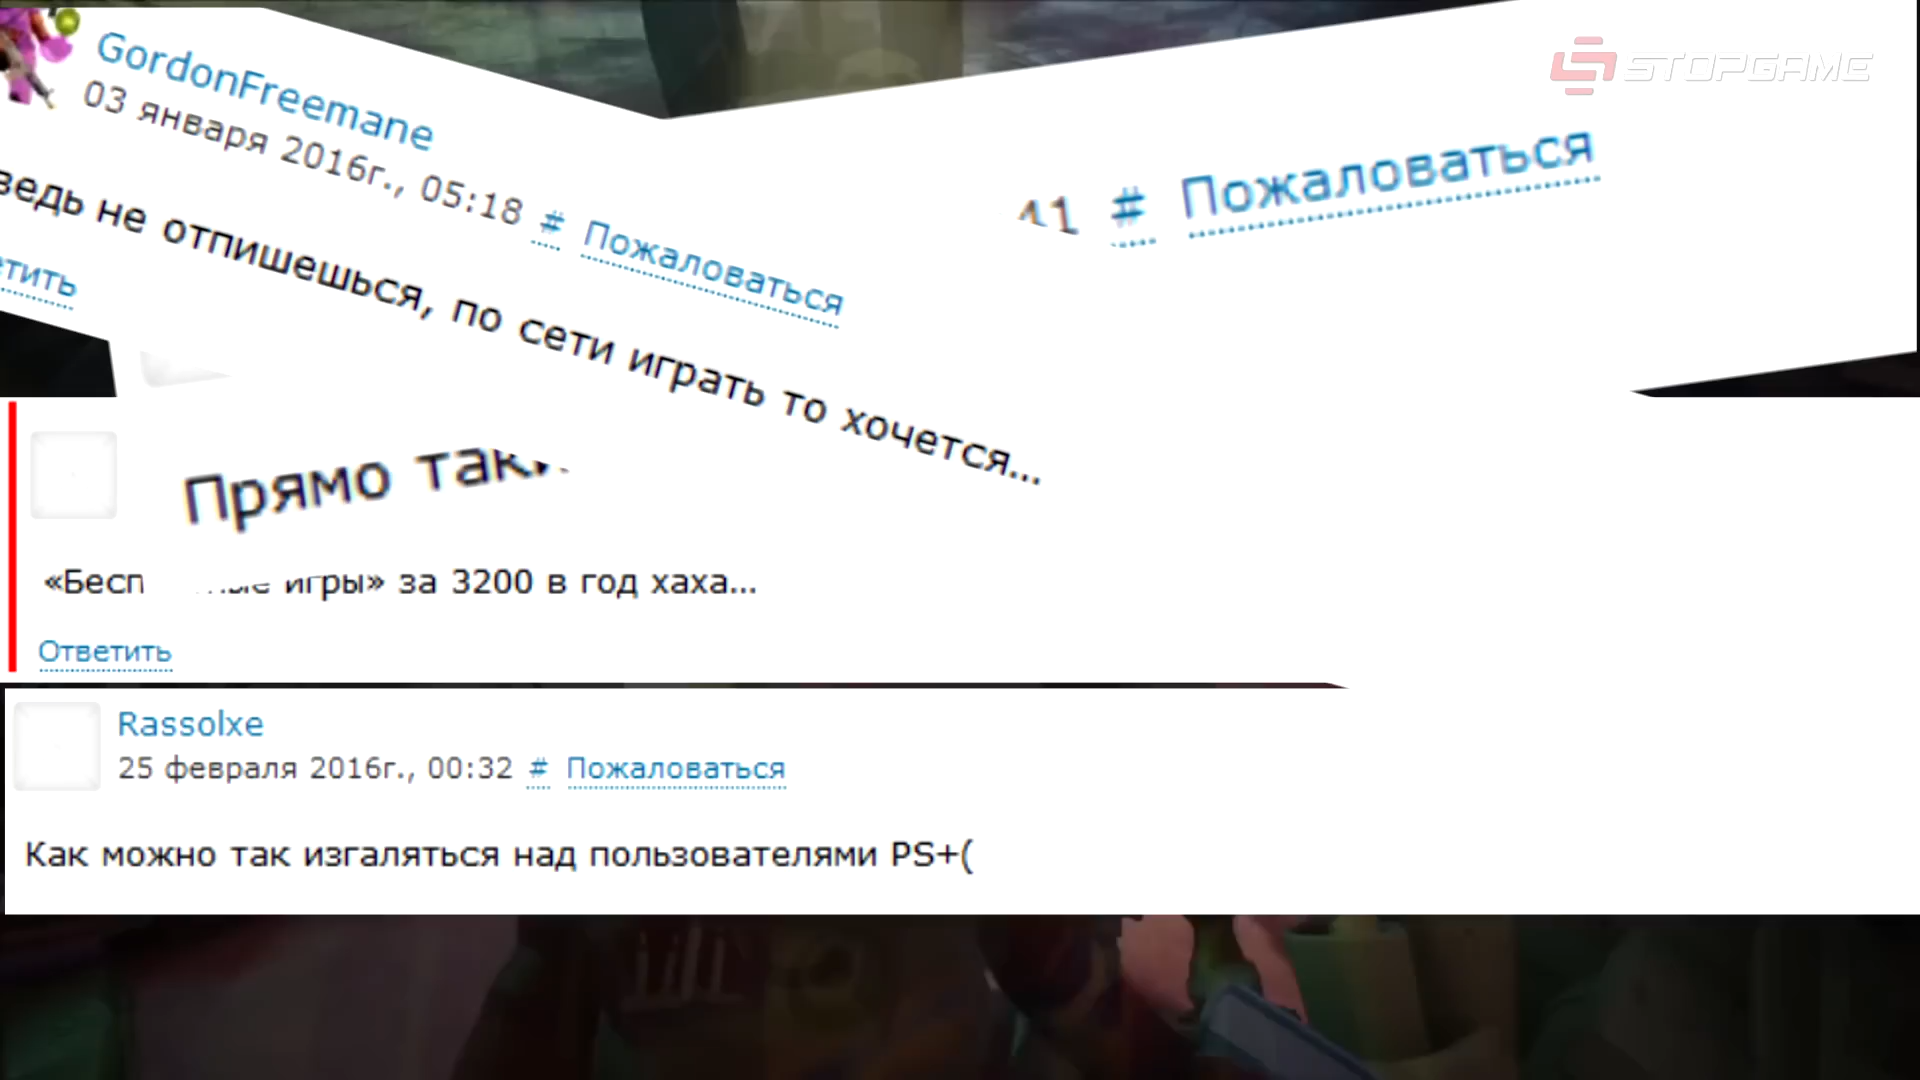 STOPGAME
GordonFreemane
03 января 2016г., 05:18 # Пожаловаться
ведь не отпишешься, по сети играть то хочется...
41 # Пожаловаться
Прямо так
игры» за 3200 в год хаха...
Ответить
Rassolxe
25 февраля 2016г., 00:32 # Пожаловаться
Как можно так изгаляться над пользователями PS+(